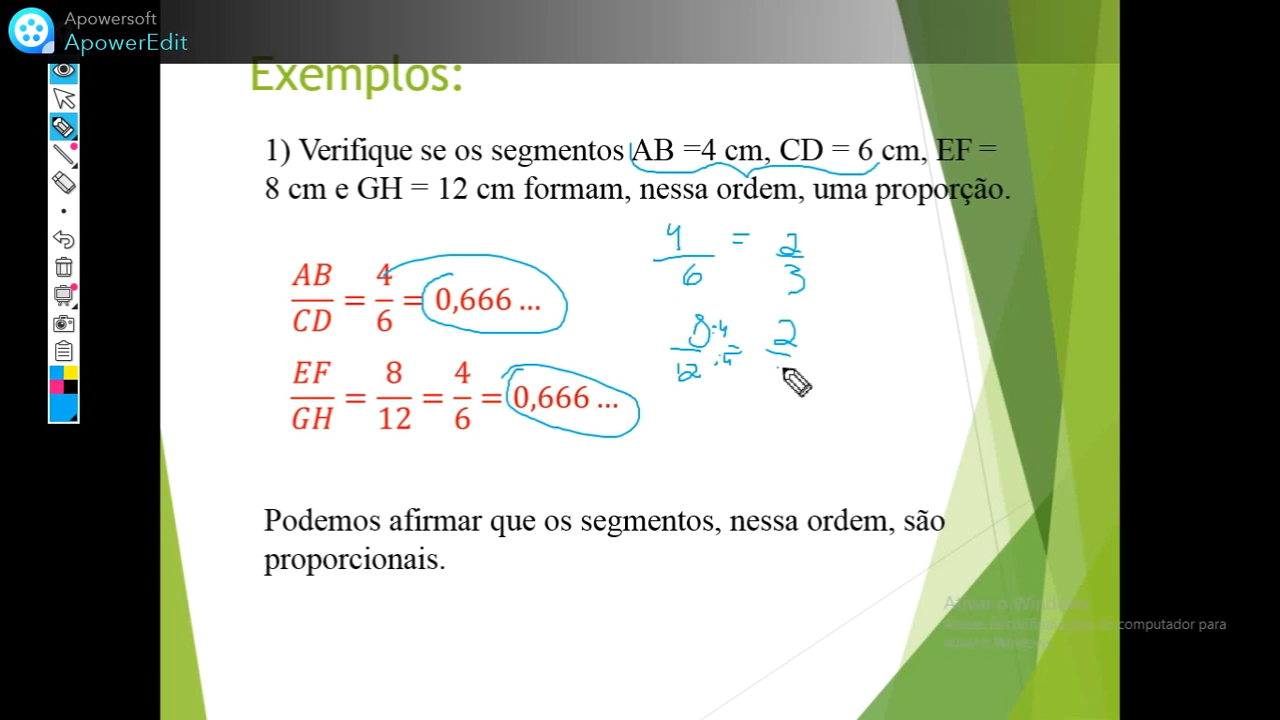 Apowersoft
ApowerEdit
Exemplos:
1) Verifique se os segmentos AB =4 cm, CD = 6 cm, EF =
8 cm e GH = 12 cm formam, nessa ordem, uma proporção.
4/6 = 2/3
AB/CD = 4/6 = 0,666 ...
8/12 = 2
EF/GH = 8/12 = 4/6 = 0,666 ...
Podemos afirmar que os segmentos, nessa ordem, são
proporcionais.
Ativar o Windows
computador para
ativar o Windows